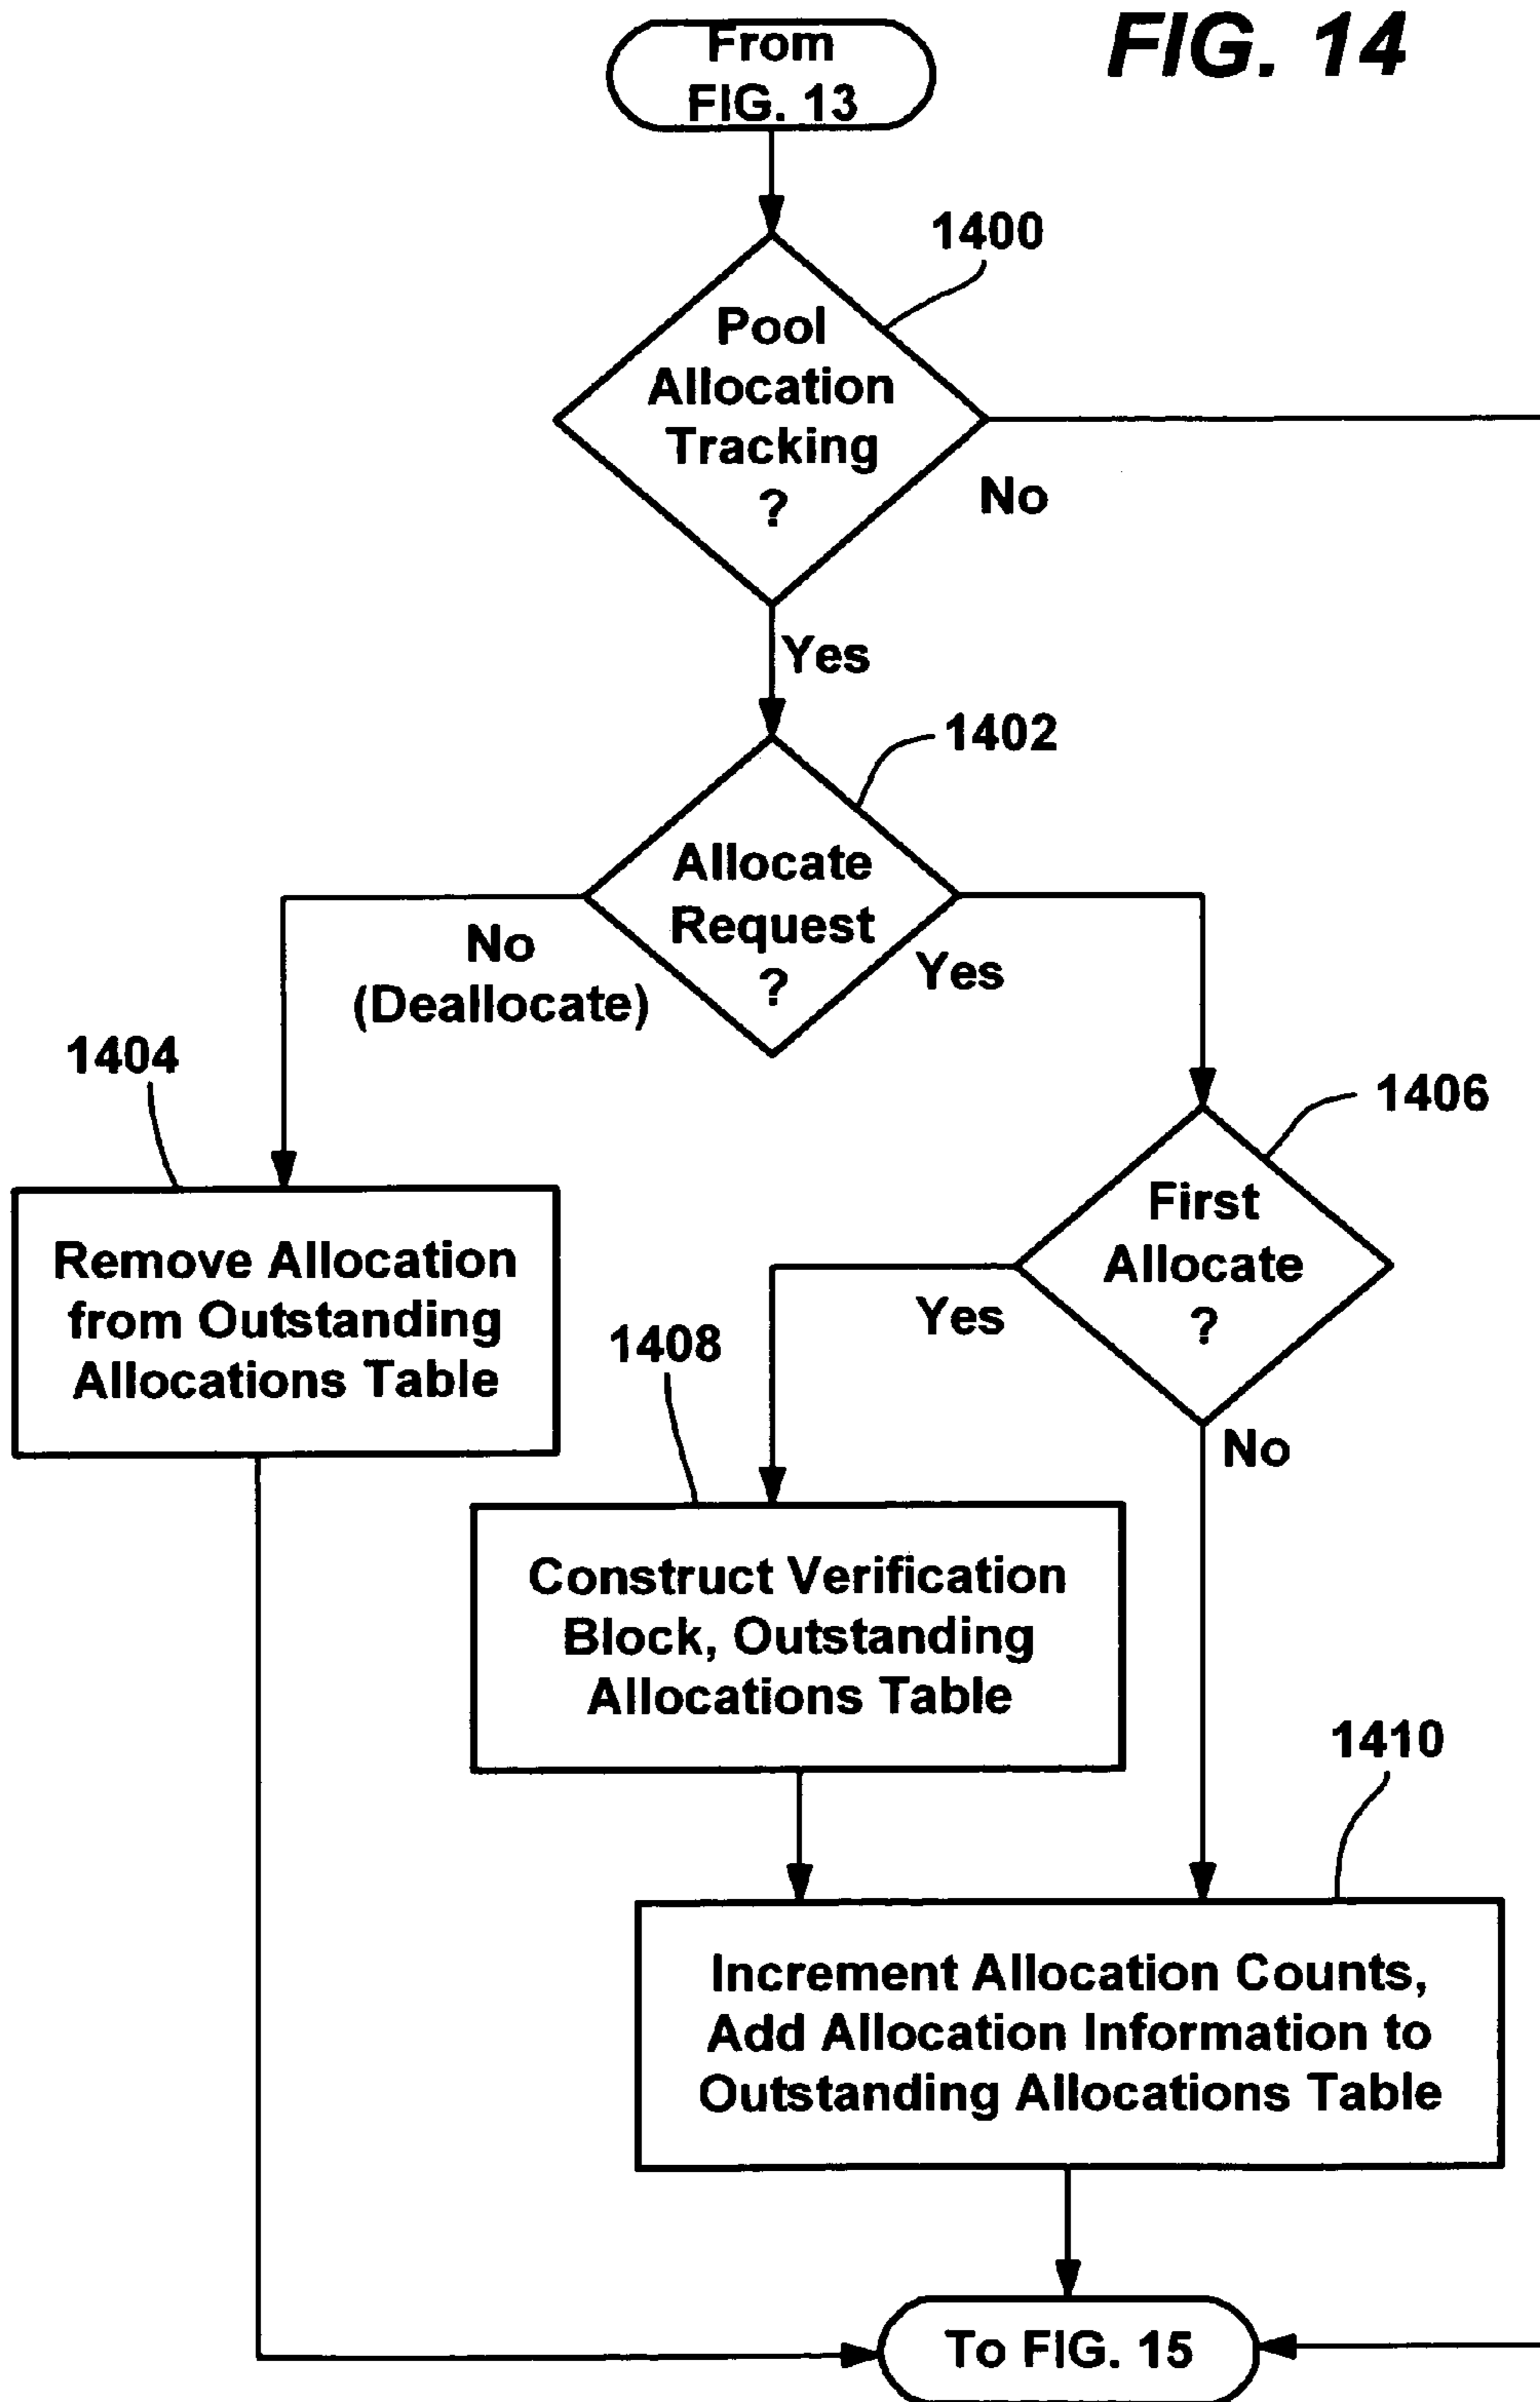 FIG. 14
From
FIG. 13
1400
Pool
Allocation
Tracking
?
No
Yes
1402
Allocate
Request
?
No
(Deallocate)
Yes
1404
1406
First
Allocate
?
Remove Allocation
from Outstanding
Allocations Table
Yes
1408
No
Construct Verification
Block, Outstanding
Allocations Table
1410
Increment Allocation Counts,
Add Allocation Information to
Outstanding Allocations Table
To FIG. 15